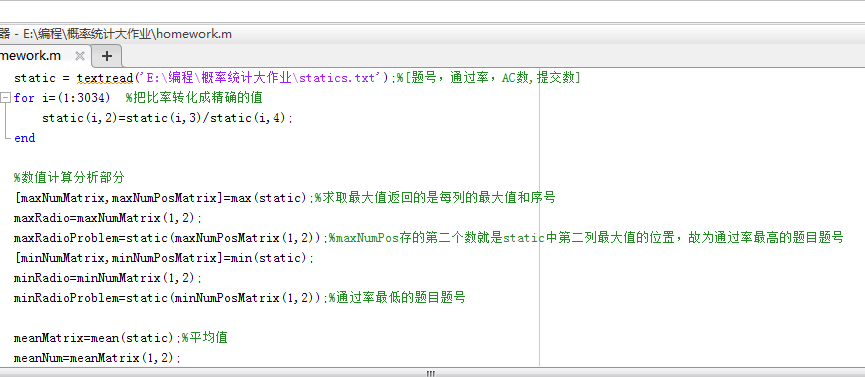 器 - E:\编程\概率统计大作业\homework.m
mework.m × +
static = textread('E:\编程\概率统计大作业\statics.txt');%[题号，通过率，AC数,提交数]
for i=(1:3034) %把比率转化成精确的值
static(i,2)=static(i,3)/static(i,4);
end
%数值计算分析部分
[maxNumMatrix,maxNumPosMatrix]=max(static);%求取最大值返回的是每列的最大值和序号
maxRadio=maxNumMatrix(1,2);
maxRadioProblem=static(maxNumPosMatrix(1,2));%maxNumPos存的第二个数就是static中第二列最大值的位置，故为通过率最高的题目题号
[minNumMatrix,minNumPosMatrix]=min(static);
minRadio=minNumMatrix(1,2);
minRadioProblem=static(minNumPosMatrix(1,2));%通过率最低的题目题号
meanMatrix=mean(static);%平均值
meanNum=meanMatrix(1,2);